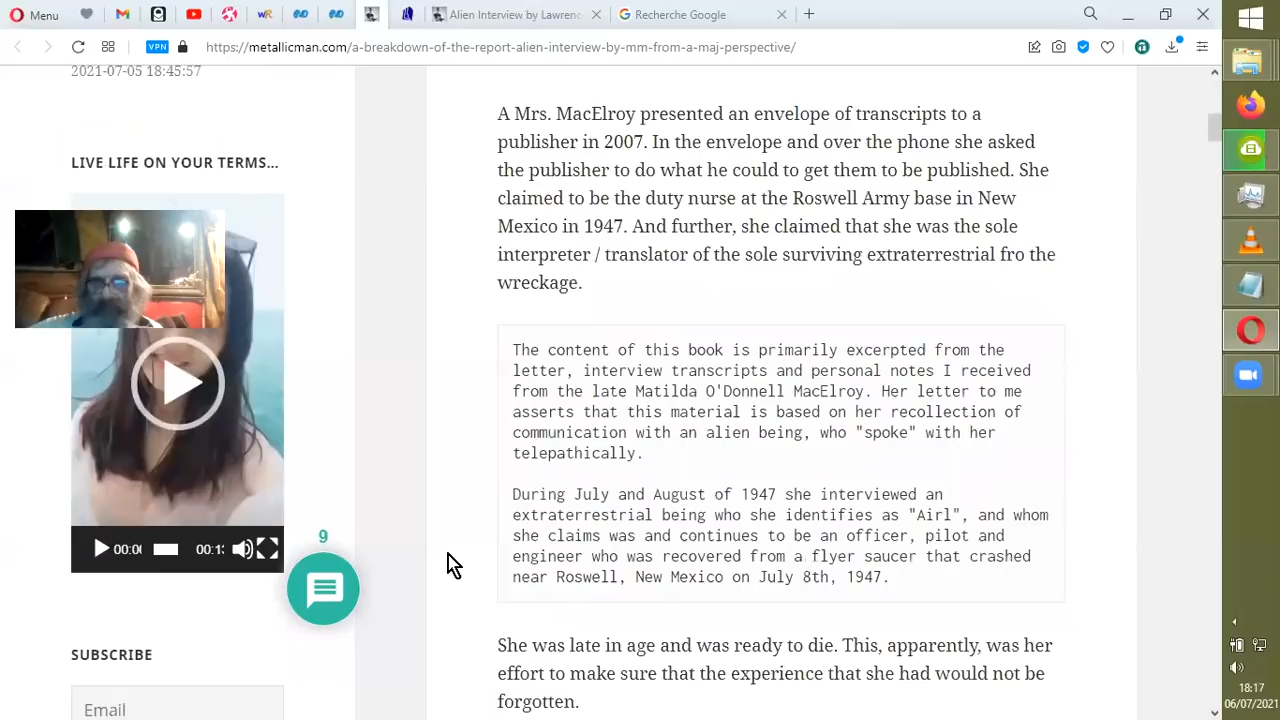 Menu
Alien Interview by Lawrenc
Recherche Google
VPN
https://metallicman.com/a-breakdown-of-the-report-alien-interview-by-mm-from-a-maj-perspective/
2021-07-05 18:45:57
LIVE LIFE ON YOUR TERMS...
00:0
00:1
9
SUBSCRIBE
Email
A Mrs. MacElroy presented an envelope of transcripts to a
publisher in 2007. In the envelope and over the phone she asked
the publisher to do what he could to get them to be published. She
claimed to be the duty nurse at the Roswell Army base in New
Mexico in 1947. And further, she claimed that she was the sole
interpreter / translator of the sole surviving extraterrestrial fro the
wreckage.
The content of this book is primarily excerpted from the
letter, interview transcripts and personal notes I received
from the late Matilda O'Donnell MacElroy. Her letter to me
asserts that this material is based on her recollection of
communication with an alien being, who "spoke" with her
telepathically.
During July and August of 1947 she interviewed an
extraterrestrial being who she identifies as "Airl", and whom
she claims was and continues to be an officer, pilot and
engineer who was recovered from a flyer saucer that crashed
near Roswell, New Mexico on July 8th, 1947.
She was late in age and was ready to die. This, apparently, was her
effort to make sure that the experience that she had would not be
forgotten.
18:17
06/07/2021